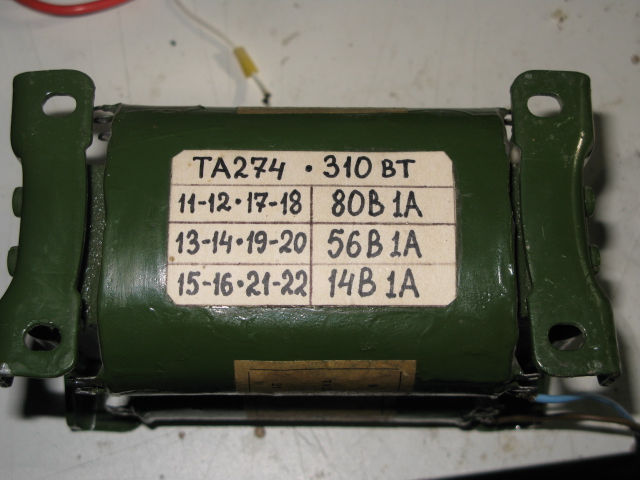 ТА274 • 310 ВТ
11-12•17-18 80В 1А
13-14•19-20 56В 1А
15-16•21-22 14В 1А